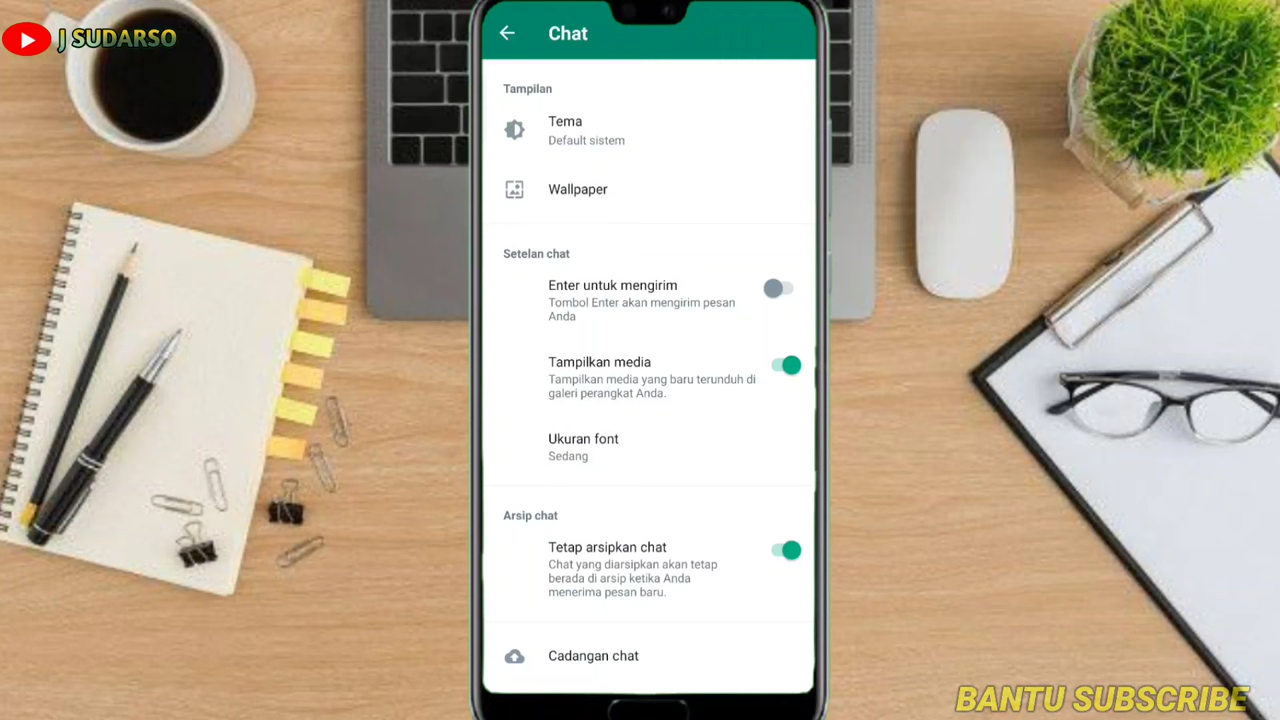 J SUDARSO
Chat
Tampilan
Tema
Default sistem
Wallpaper
Setelan chat
Enter untuk mengirim
Tombol Enter akan mengirim pesan
Anda
Tampilkan media
Tampilkan media yang baru terunduh di
galeri perangkat Anda.
Ukuran font
Sedang
Arsip chat
Tetap arsipkan chat
Chat yang diarsipkan akan tetap
berada di arsip ketika Anda
menerima pesan baru.
Cadangan chat
BANTU SUBSCRIBE